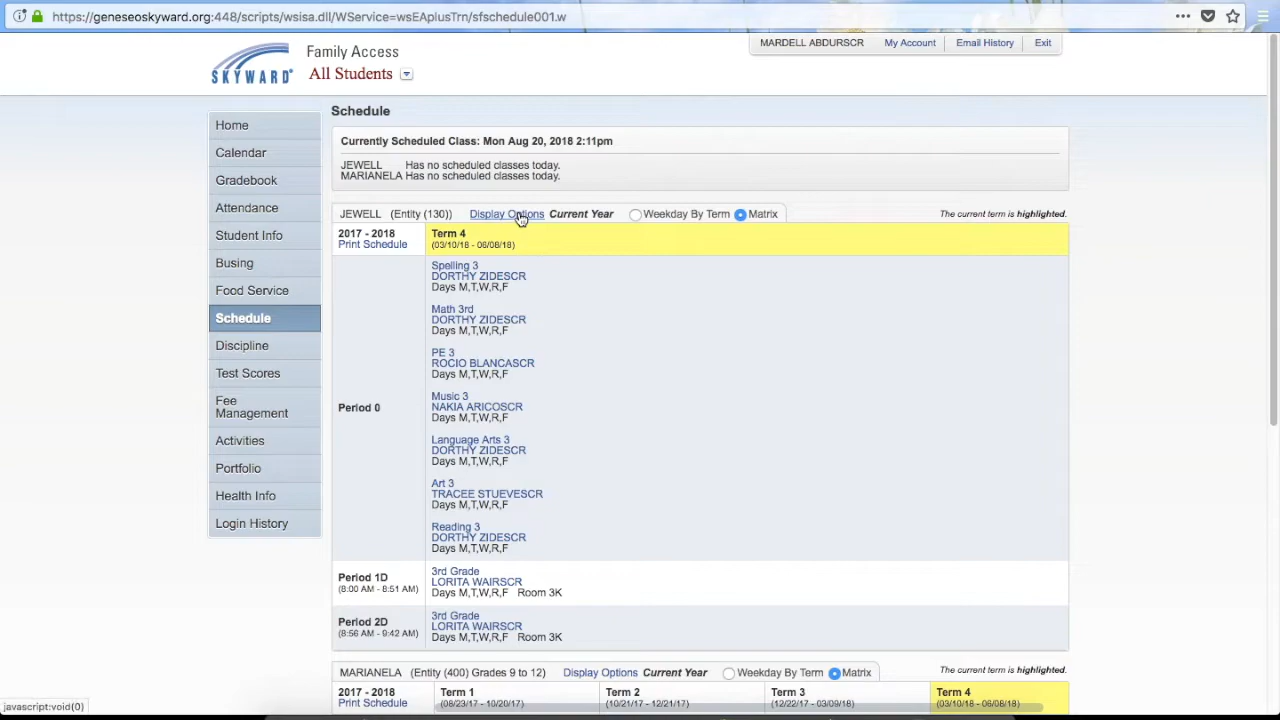 https://geneseoskyward.org:448/scripts/wsisa.dll/WService=wsEAplusTrn/sfschedule001.w
SKYWARD®
Family Access
All Students
MARDELL ABDURSCR My Account Email History Exit
Home
Calendar
Gradebook
Attendance
Student Info
Busing
Food Service
Schedule
Discipline
Test Scores
Fee
Management
Activities
Portfolio
Health Info
Login History
Schedule
Currently Scheduled Class: Mon Aug 20, 2018 2:11pm
JEWELL Has no scheduled classes today.
MARIANELA Has no scheduled classes today.
JEWELL (Entity (130)) Display Options Current Year Weekday By Term Matrix The current term is highlighted.
2017 - 2018 Term 4
Print Schedule (03/10/18 - 06/08/18)
Period 0
Spelling 3
DORTHY ZIDESCR
Days M,T,W,R,F
Math 3rd
DORTHY ZIDESCR
Days M,T,W,R,F
PE 3
ROCIO BLANCASCR
Days M,T,W,R,F
Music 3
NAKIA ARICOSCR
Days M,T,W,R,F
Language Arts 3
DORTHY ZIDESCR
Days M,T,W,R,F
Art 3
TRACEE STUEVESCR
Days M,T,W,R,F
Reading 3
DORTHY ZIDESCR
Days M,T,W,R,F
Period 1D
(8:00 AM - 8:51 AM)
3rd Grade
LORITA WAIRSCR
Days M,T,W,R,F Room 3K
Period 2D
(8:56 AM - 9:42 AM)
3rd Grade
LORITA WAIRSCR
Days M,T,W,R,F Room 3K
MARIANELA (Entity (400) Grades 9 to 12) Display Options Current Year Weekday By Term Matrix The current term is highlighted.
2017 - 2018 Term 1 Term 2 Term 3 Term 4
Print Schedule (08/23/17 - 10/20/17) (10/21/17 - 12/21/17) (12/22/17 - 03/09/18) (03/10/18 - 06/08/18)
javascript:void(0)